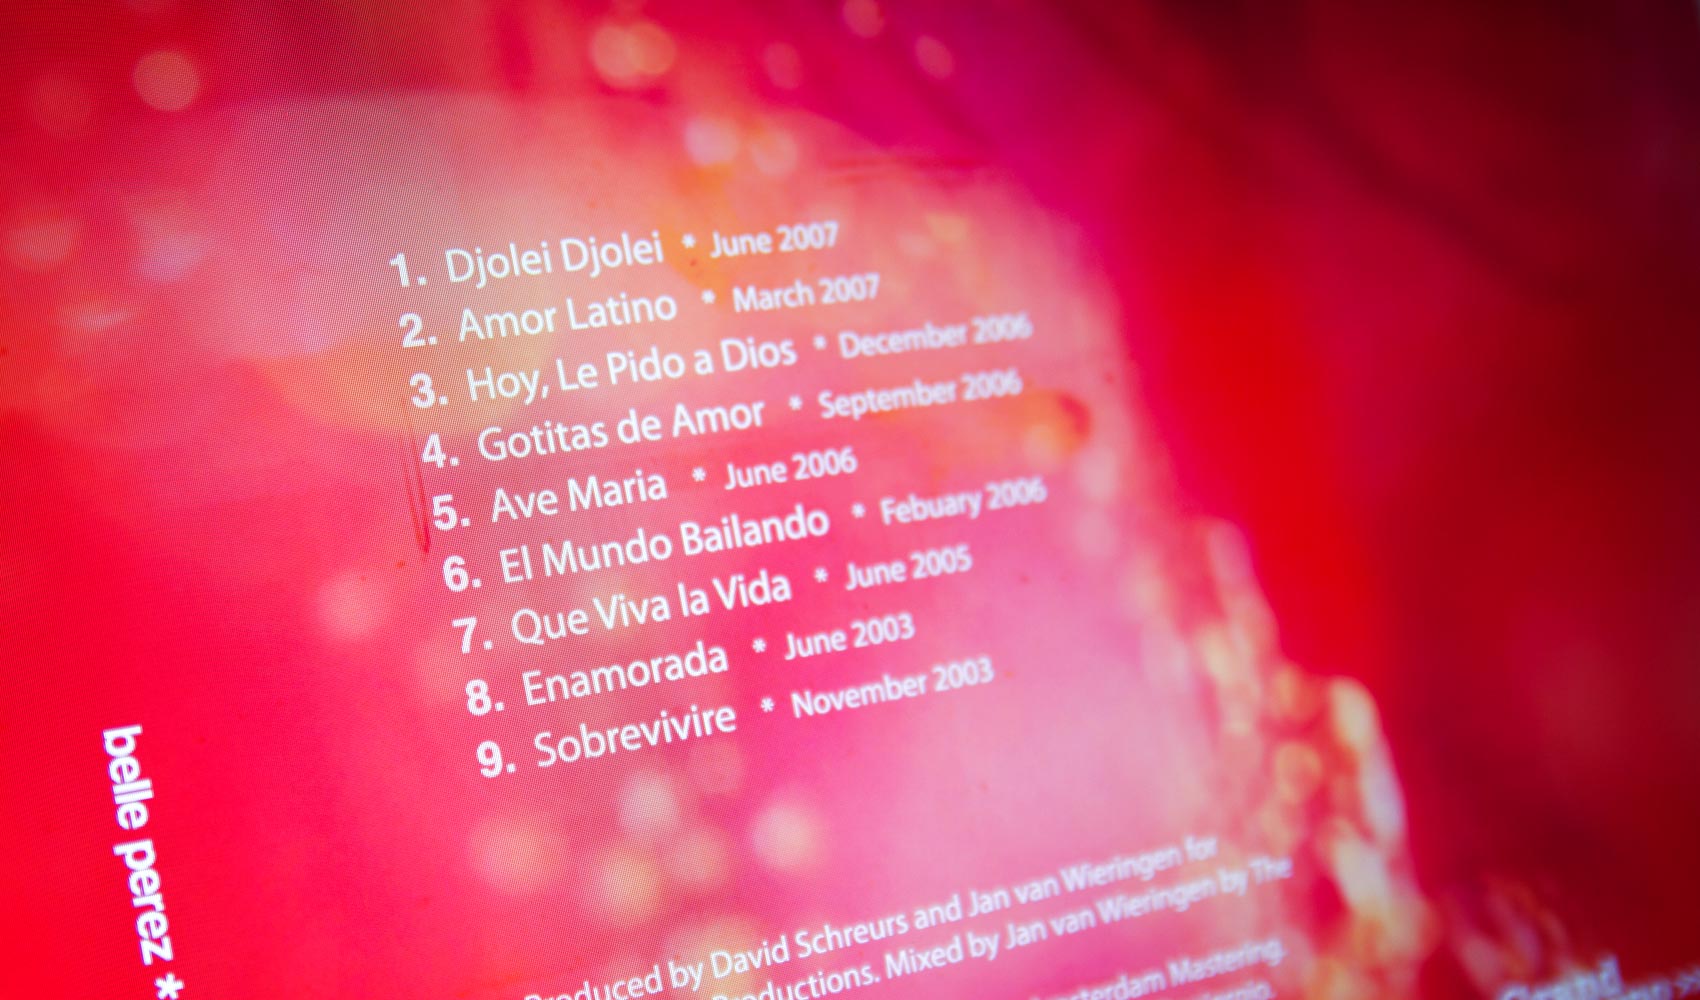 1. Djolei Djolei * June 2007
2. Amor Latino * March 2007
3. Hoy, Le Pido a Dios * December 2006
4. Gotitas de Amor * September 2006
5. Ave Maria * June 2006
6. El Mundo Bailando * Febuary 2006
7. Que Viva la Vida * June 2005
8. Enamorada * June 2003
9. Sobrevivire * November 2003
belle perez *
Produced by David Schreurs and Jan van Wieringen for
Productions. Mixed by Jan van Wieringen by The
Amsterdam Mastering.